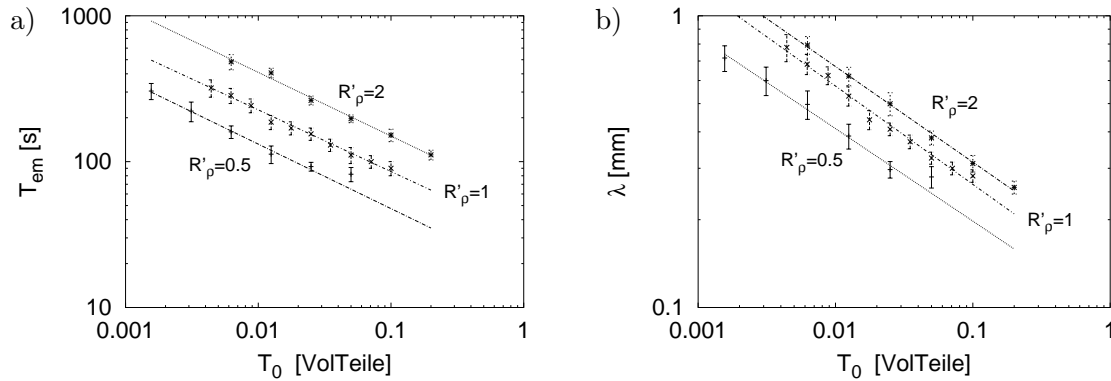 a)
T_em [s]
1000
100
10
R'_ρ=2
R'_ρ=0.5
R'_ρ=1
0.001
0.01
0.1
1
T_0 [VolTeile]
b)
λ [mm]
1
0.1
R'_ρ=2
R'_ρ=0.5
R'_ρ=1
0.001
0.01
0.1
1
T_0 [VolTeile]